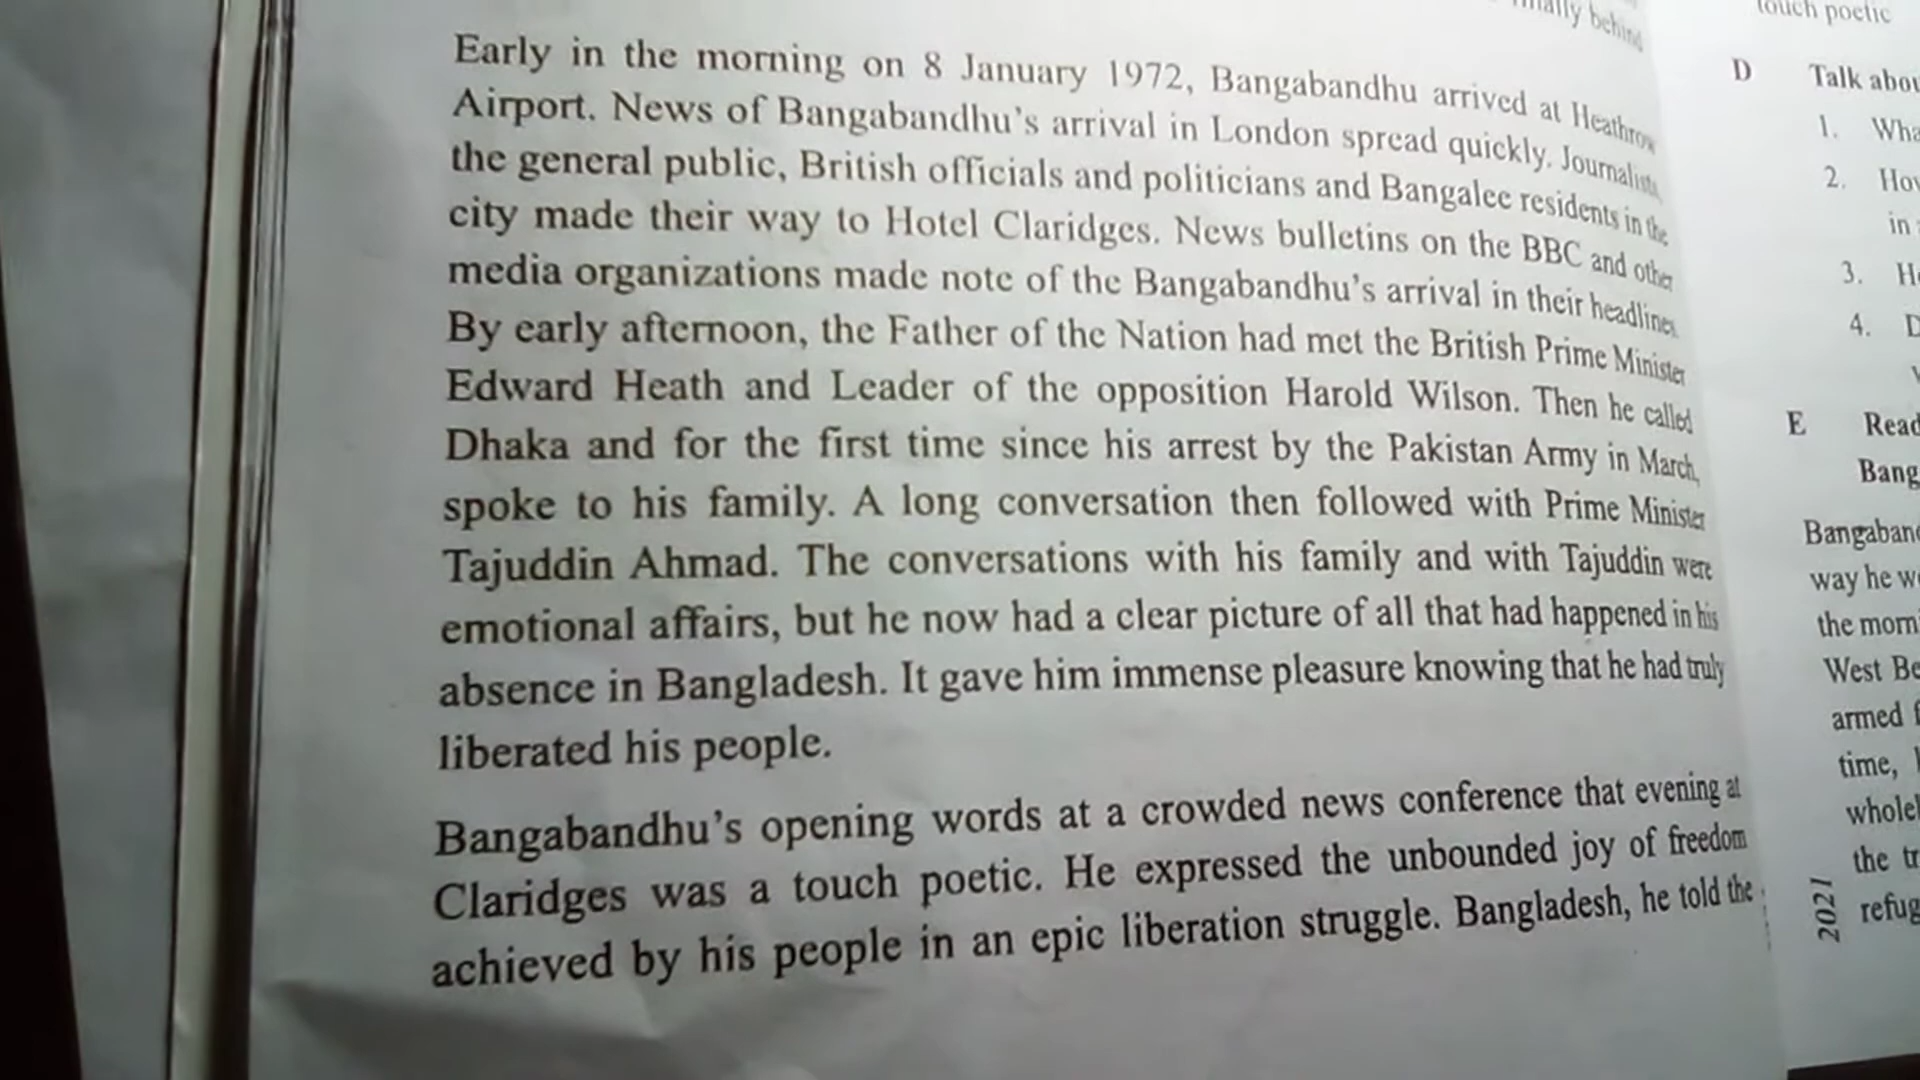 finally behind
Early in the morning on 8 January 1972, Bangabandhu arrived at Heathrow
Airport. News of Bangabandhu's arrival in London spread quickly. Journalists,
the general public, British officials and politicians and Bangalee residents in the
city made their way to Hotel Claridges. News bulletins on the BBC and other
media organizations made note of the Bangabandhu's arrival in their headlines.
By early afternoon, the Father of the Nation had met the British Prime Minister
Edward Heath and Leader of the opposition Harold Wilson. Then he called
Dhaka and for the first time since his arrest by the Pakistan Army in March,
spoke to his family. A long conversation then followed with Prime Minister
Tajuddin Ahmad. The conversations with his family and with Tajuddin were
emotional affairs, but he now had a clear picture of all that had happened in his
absence in Bangladesh. It gave him immense pleasure knowing that he had truly
liberated his people.
Bangabandhu's opening words at a crowded news conference that evening at
Claridges was a touch poetic. He expressed the unbounded joy of freedom
achieved by his people in an epic liberation struggle. Bangladesh, he told the
2021
touch poetic
D Talk
1.
2.
in
3.
4.
E
way he
the
West
armed
time,
the